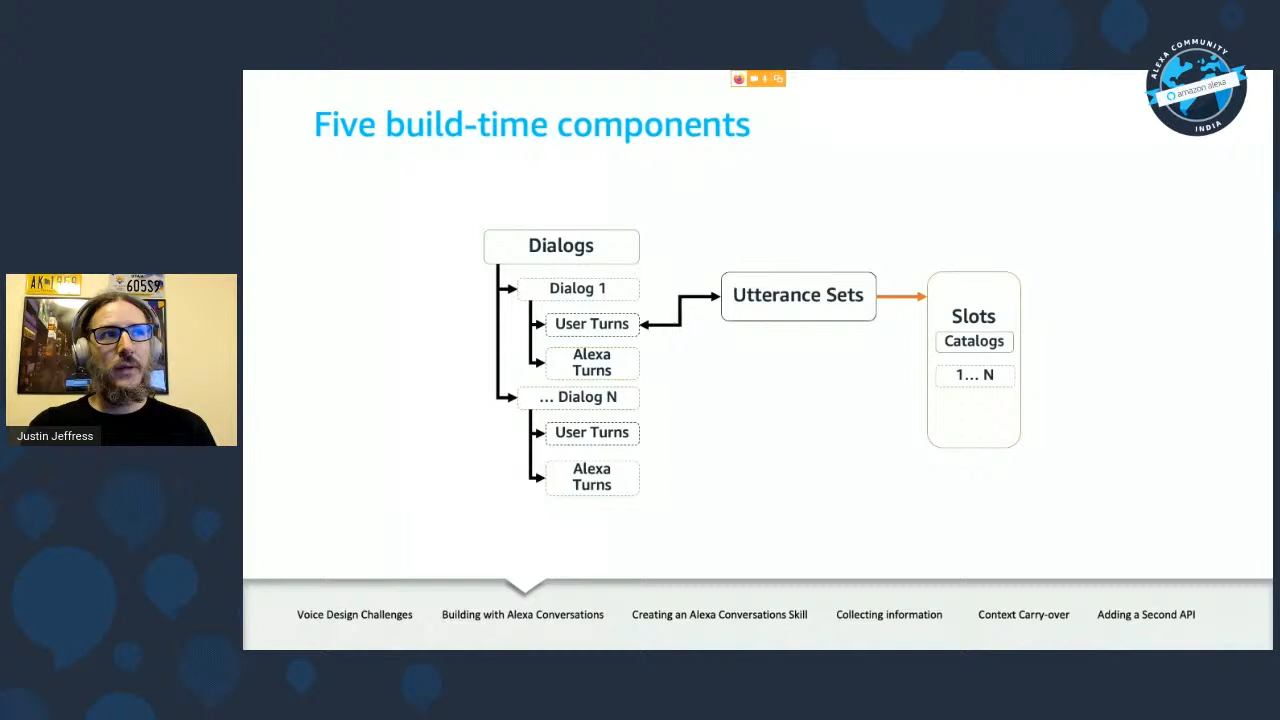 ALEXA COMMUNITY
amazon alexa
INDIA
Five build-time components
Dialogs
Dialog 1
User Turns
Alexa
Turns
... Dialog N
User Turns
Alexa
Turns
Utterance Sets
Slots
Catalogs
1... N
Justin Jeffress
Voice Design Challenges
Building with Alexa Conversations
Creating an Alexa Conversations Skill
Collecting information
Context Carry-over
Adding a Second API